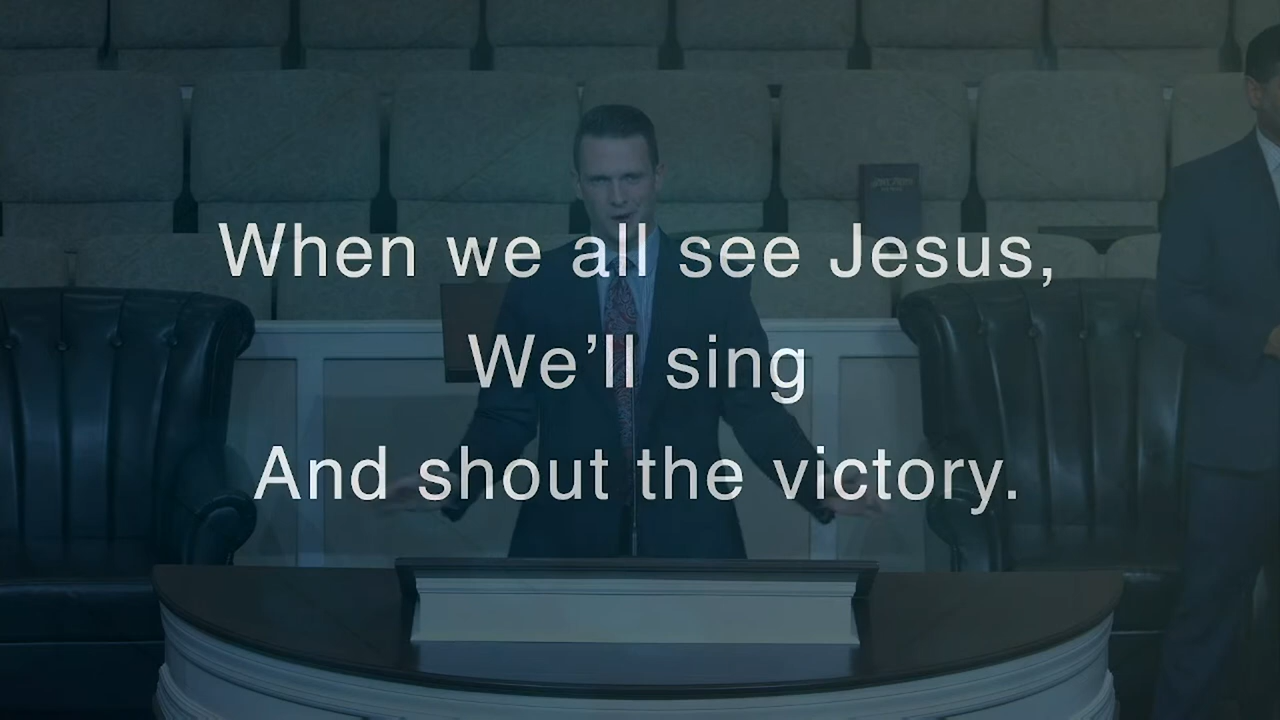 When we all see Jesus,
We’ll sing
And shout the victory.